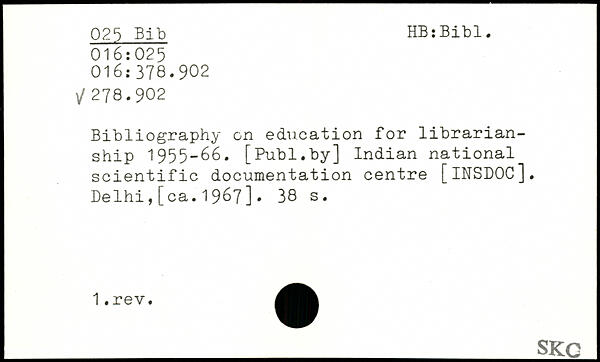 025 Bib HB:Bibl.
016:025
016:378.902
√ 278.902
Bibliography on education for librarian-
ship 1955-66. [Publ.by] Indian national
scientific documentation centre [INSDOC].
Delhi,[ca.1967]. 38 s.
1.rev.
SKC